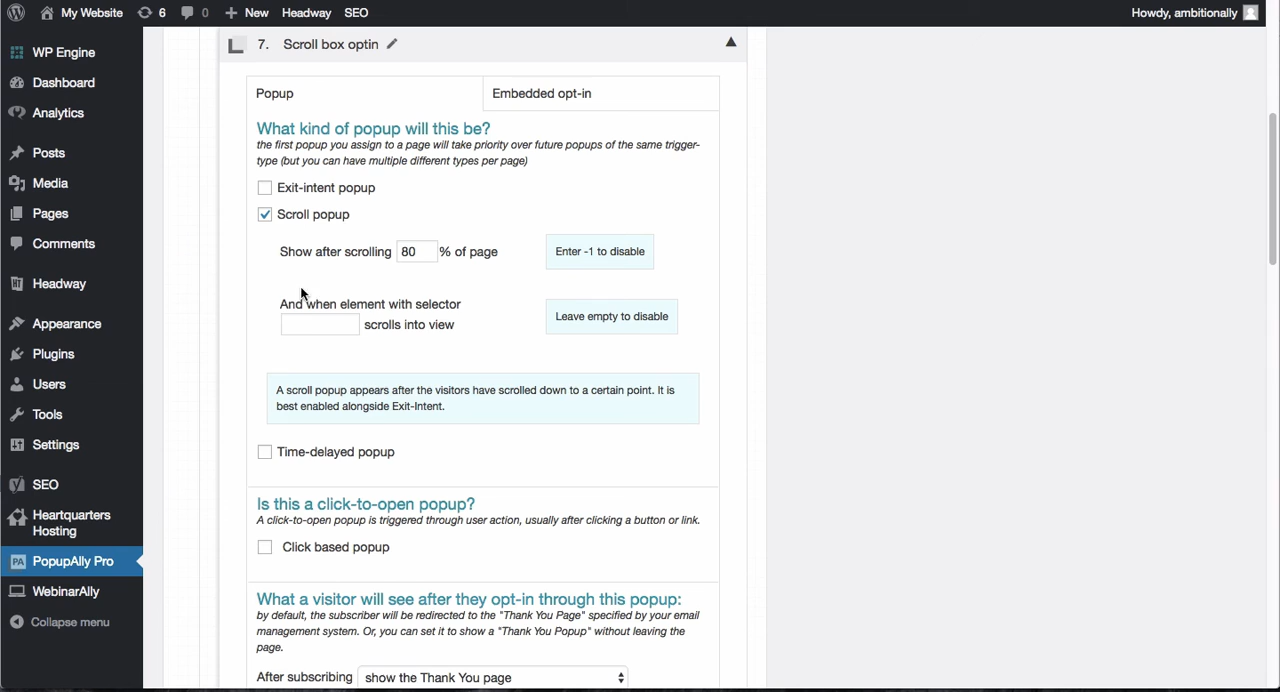 My Website 6 0 New Headway SEO Howdy, ambitionally
WP Engine
Dashboard
Analytics
Posts
Media
Pages
Comments
Headway
Appearance
Plugins
Users
Tools
Settings
SEO
Heartquarters
Hosting
PA PopupAlly Pro
WebinarAlly
Collapse menu
7. Scroll box optin
Popup Embedded opt-in
What kind of popup will this be?
the first popup you assign to a page will take priority over future popups of the same trigger-
type (but you can have multiple different types per page)
Exit-intent popup
Scroll popup
Show after scrolling 80 % of page Enter -1 to disable
And when element with selector
scrolls into view Leave empty to disable
A scroll popup appears after the visitors have scrolled down to a certain point. It is
best enabled alongside Exit-Intent.
Time-delayed popup
Is this a click-to-open popup?
A click-to-open popup is triggered through user action, usually after clicking a button or link.
Click based popup
What a visitor will see after they opt-in through this popup:
by default, the subscriber will be redirected to the "Thank You Page" specified by your email
management system. Or, you can set it to show a "Thank You Popup" without leaving the
page.
After subscribing show the Thank You page